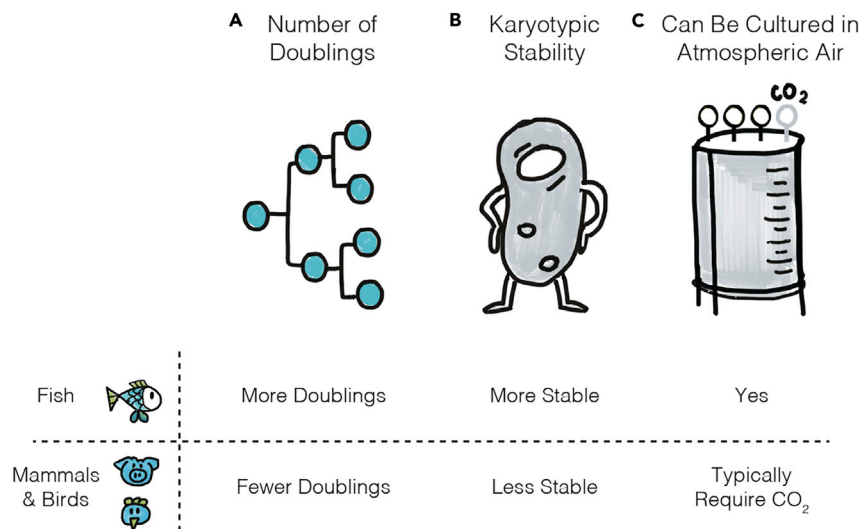 A Number of
Doublings
B Karyotypic
Stability
C Can Be Cultured in
Atmospheric Air
CO2
Fish
More Doublings
More Stable
Yes
Mammals
& Birds
Fewer Doublings
Less Stable
Typically
Require CO2